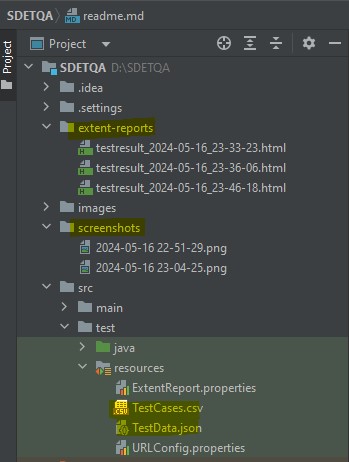 SDETQA readme.md
Project
Project
SDETQA D:\SDETQA
.idea
.settings
extent-reports
testresult_2024-05-16_23-33-23.html
testresult_2024-05-16_23-36-06.html
testresult_2024-05-16_23-46-18.html
images
screenshots
2024-05-16 22-51-29.png
2024-05-16 23-04-25.png
src
main
test
java
resources
ExtentReport.properties
TestCases.csv
TestData.json
URLConfig.properties